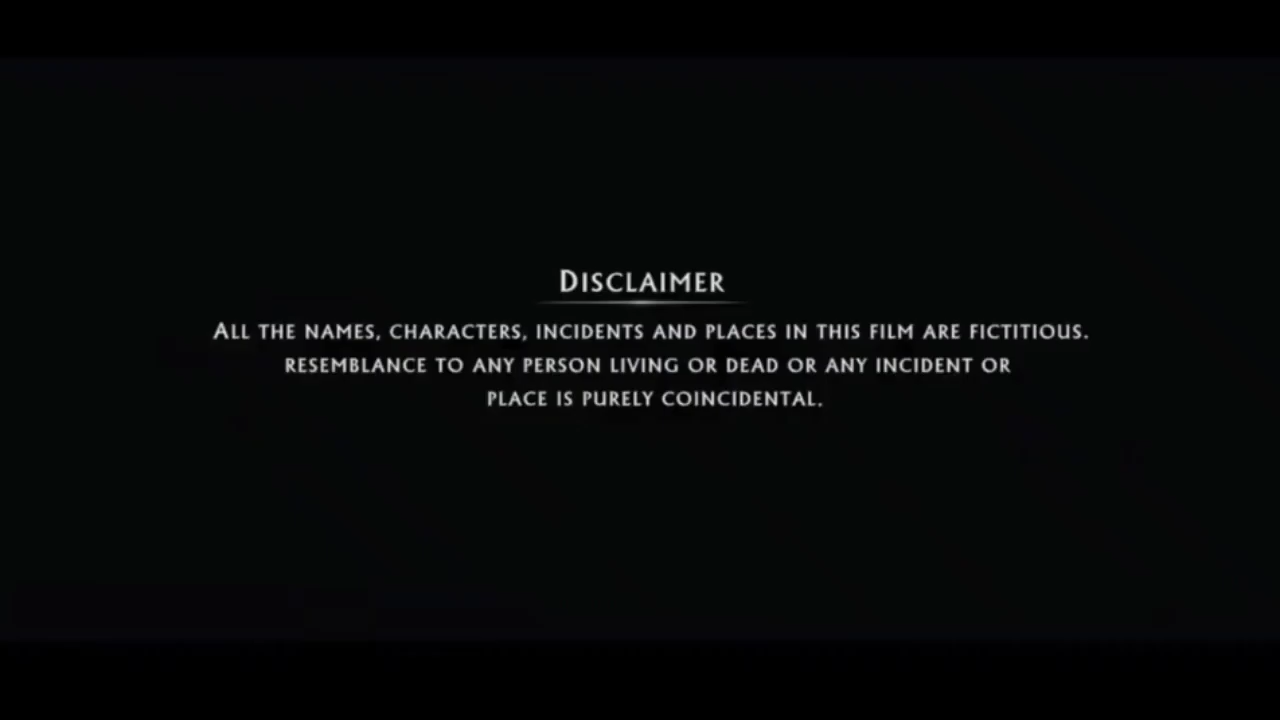 DISCLAIMER
ALL THE NAMES, CHARACTERS, INCIDENTS AND PLACES IN THIS FILM ARE FICTITIOUS.
RESEMBLANCE TO ANY PERSON LIVING OR DEAD OR ANY INCIDENT OR
PLACE IS PURELY COINCIDENTAL.